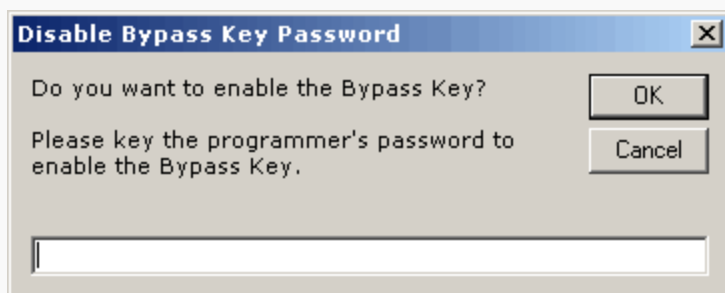 Disable Bypass Key Password
Do you want to enable the Bypass Key?
OK
Please key the programmer's password to
enable the Bypass Key.
Cancel